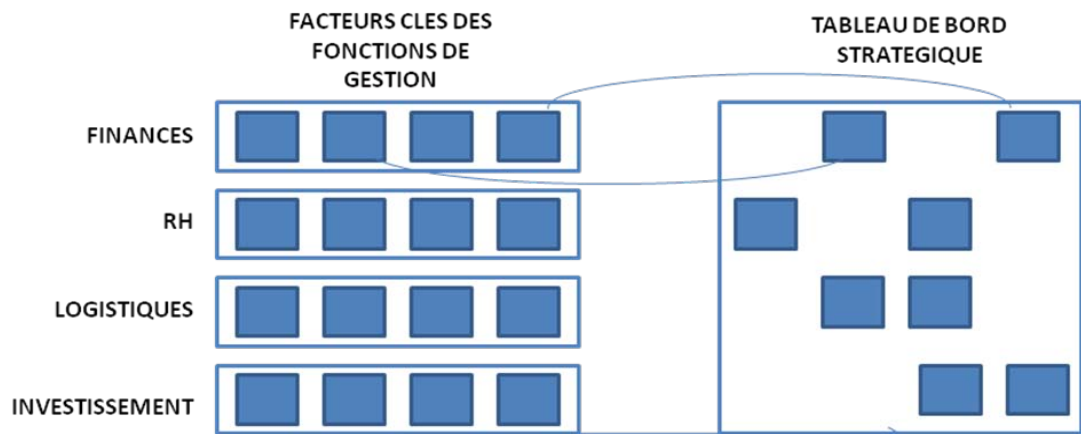 FACTEURS CLES DES
FONCTIONS DE
GESTION
TABLEAU DE BORD
STRATEGIQUE
FINANCES
RH
LOGISTIQUES
INVESTISSEMENT